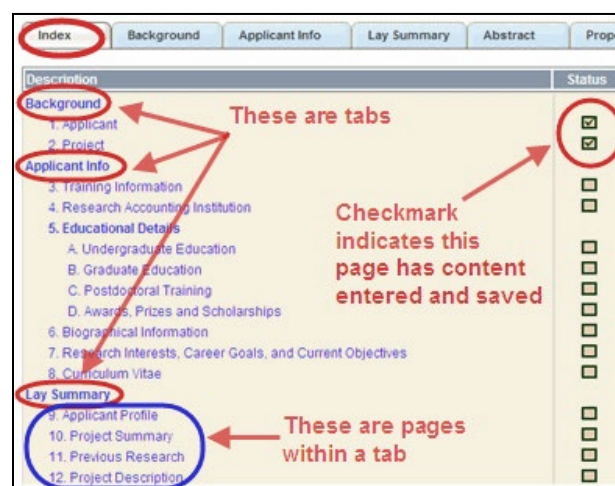 Index Background Applicant Info Lay Summary Abstract Prop
Description Status
Background
1. Applicant
2. Project
Applicant Info
3. Training Information
4. Research Accounting Institution
5. Educational Details
A. Undergraduate Education
B. Graduate Education
C. Postdoctoral Training
D. Awards, Prizes and Scholarships
6. Biographical Information
7. Research Interests, Career Goals, and Current Objectives
8. Curriculum Vitae
Lay Summary
9. Applicant Profile
10. Project Summary
11. Previous Research
12. Project Description
These are tabs
Checkmark
indicates this
page has content
entered and saved
These are pages
within a tab